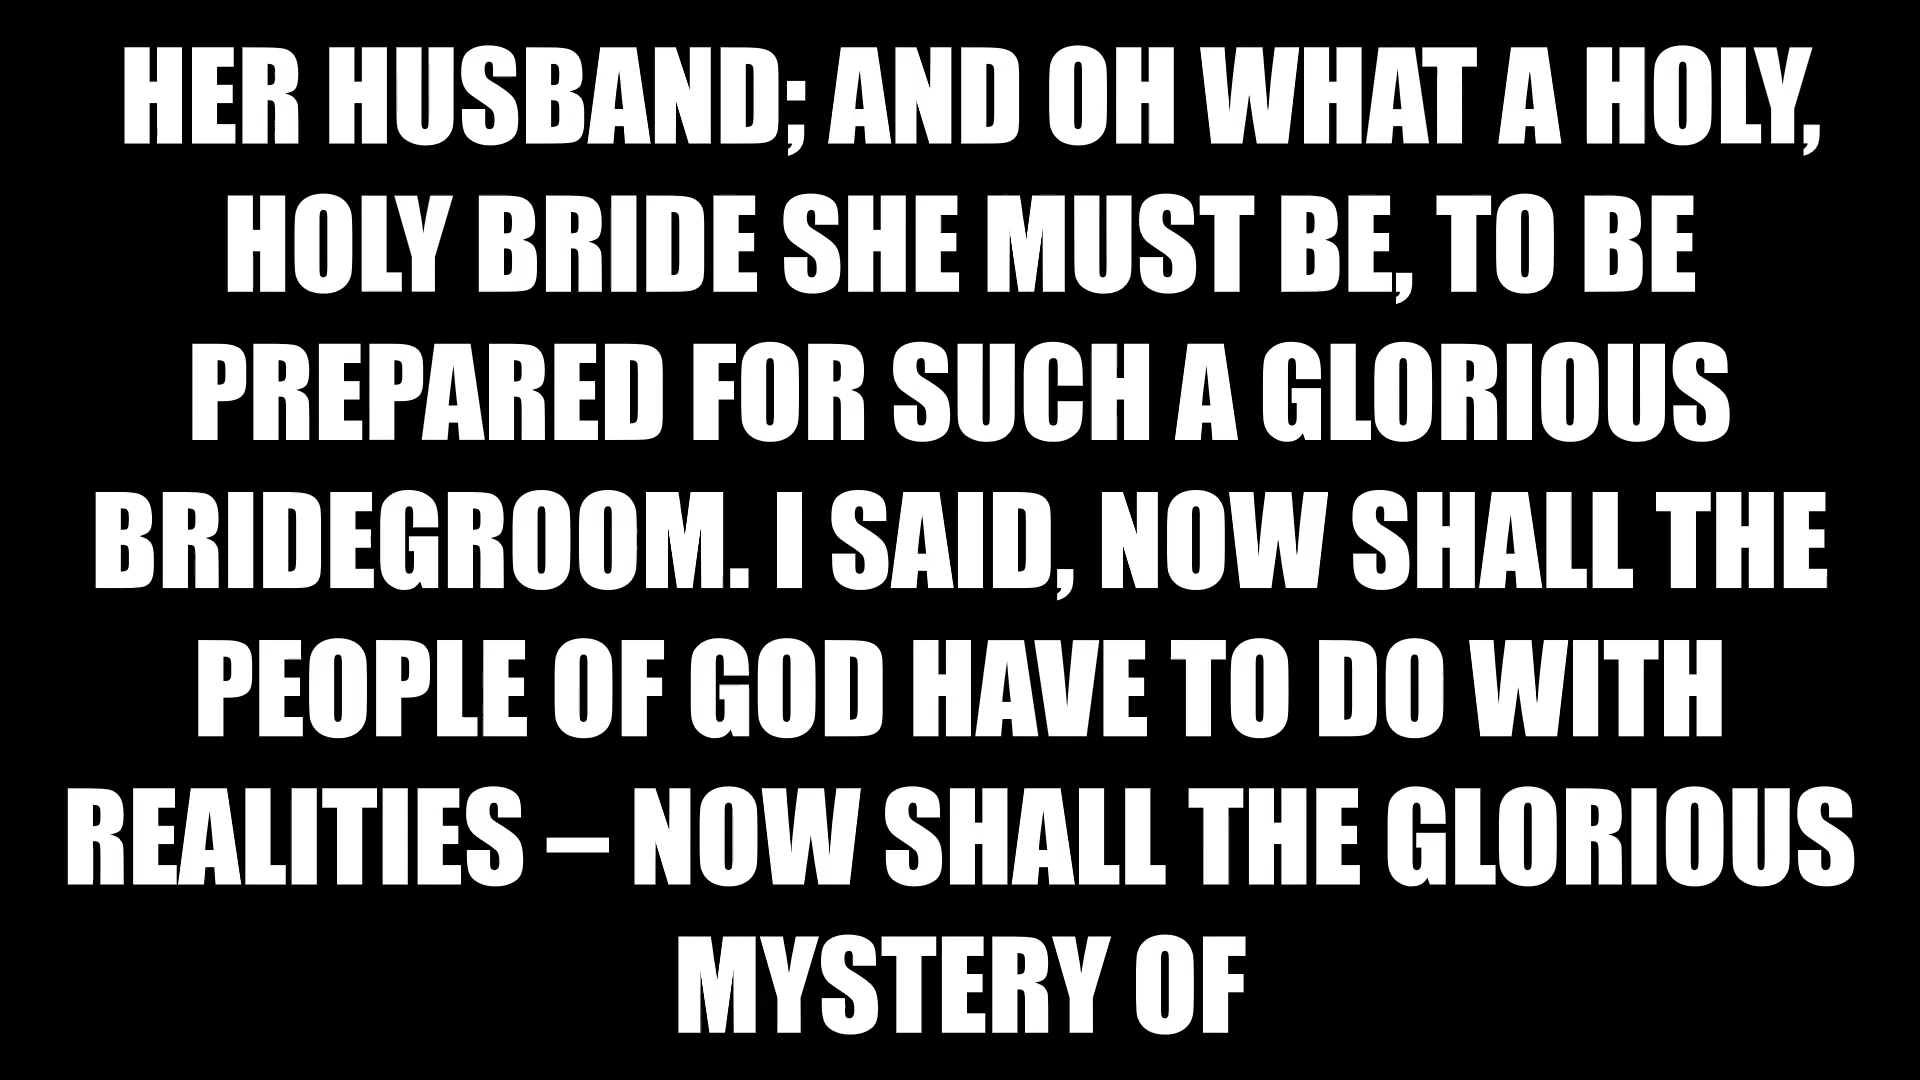 HER HUSBAND; AND OH WHAT A HOLY,
HOLY BRIDE SHE MUST BE, TO BE
PREPARED FOR SUCH A GLORIOUS
BRIDEGROOM. I SAID, NOW SHALL THE
PEOPLE OF GOD HAVE TO DO WITH
REALITIES – NOW SHALL THE GLORIOUS
MYSTERY OF